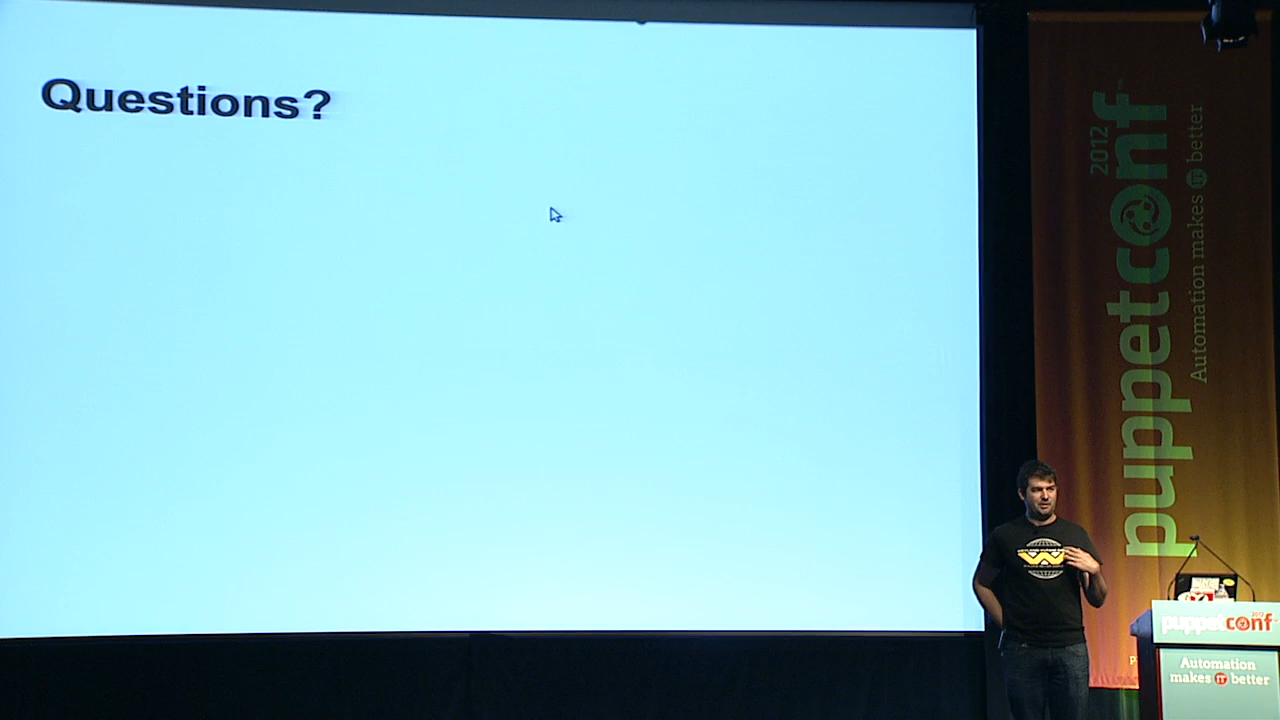 Questions?
2012
puppetconf
Automation makes IT better
puppetconf
Automation
makes IT better